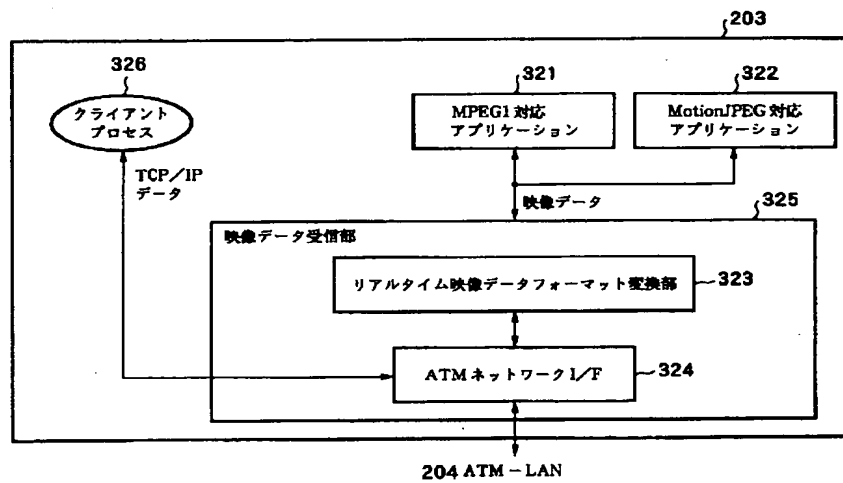 203
326
クライアント
プロセス
321
MPEG1対応
アプリケーション
322
MotionJPEG対応
アプリケーション
TCP/IP
データ
映像データ
325
映像データ受信部
リアルタイム映像データフォーマット変換部
323
ATMネットワークI/F
324
204 ATM-LAN